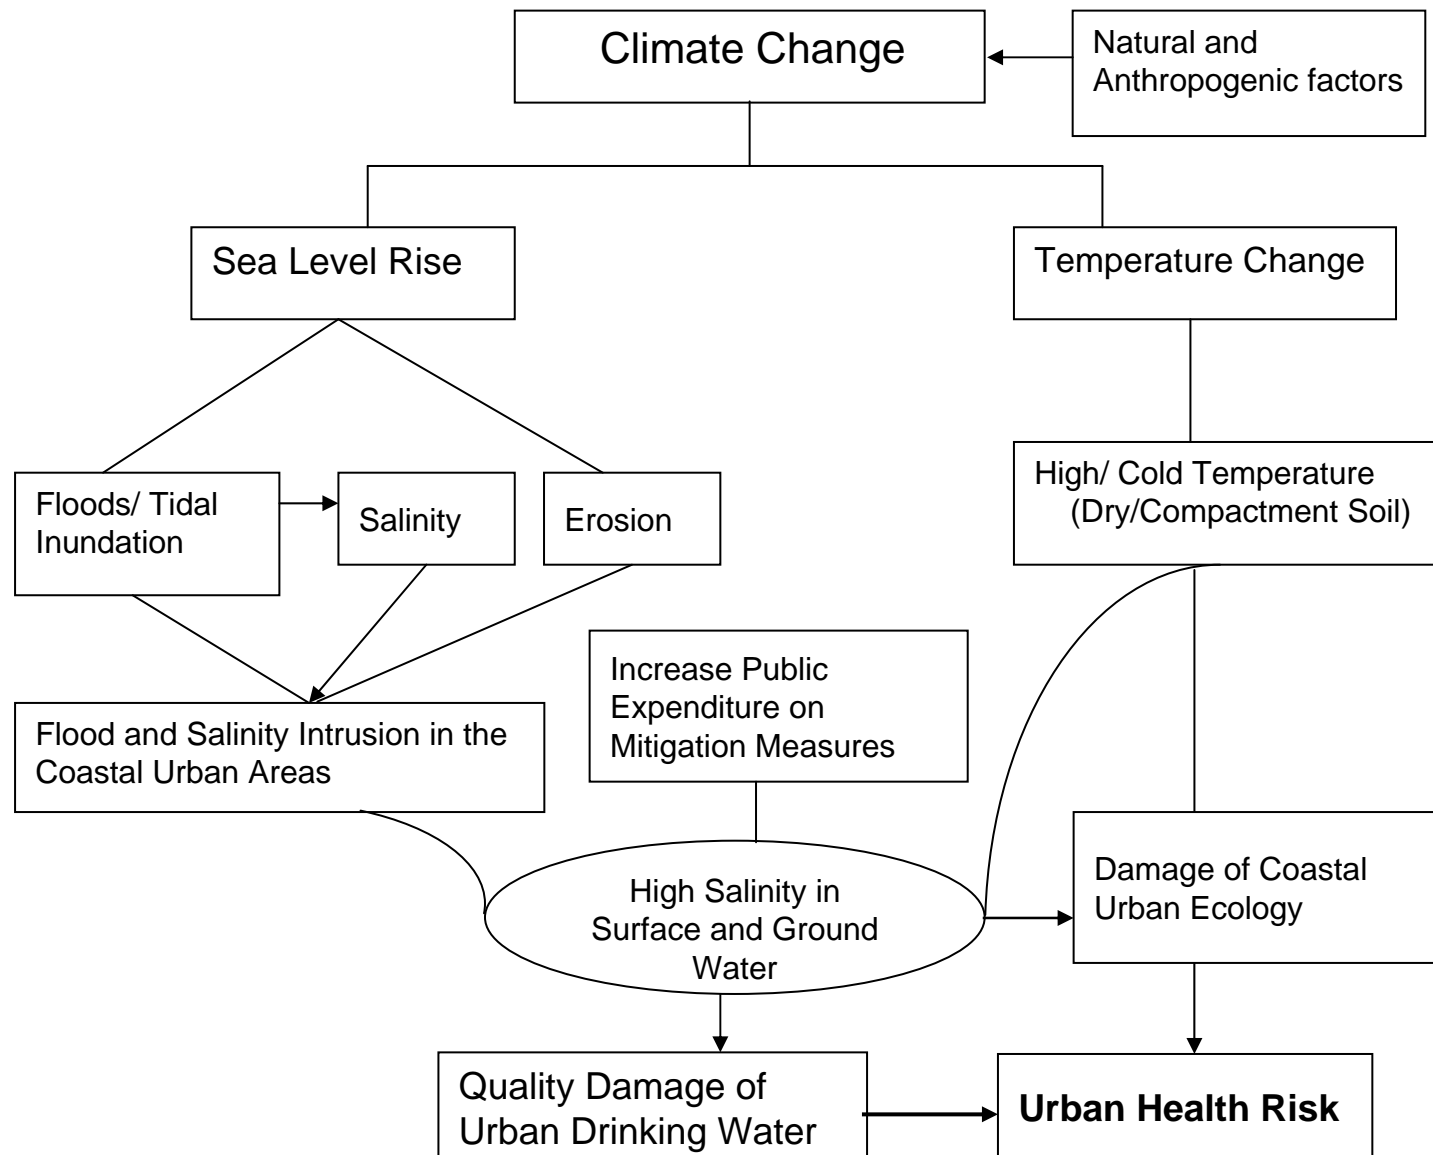 Climate Change
Natural and
Anthropogenic factors
Sea Level Rise
Temperature Change
Floods/ Tidal
Inundation
Salinity
Erosion
High/ Cold Temperature
(Dry/Compactment Soil)
Increase Public
Expenditure on
Mitigation Measures
Flood and Salinity Intrusion in the
Coastal Urban Areas
High Salinity in
Surface and Ground
Water
Damage of Coastal
Urban Ecology
Quality Damage of
Urban Drinking Water
Urban Health Risk